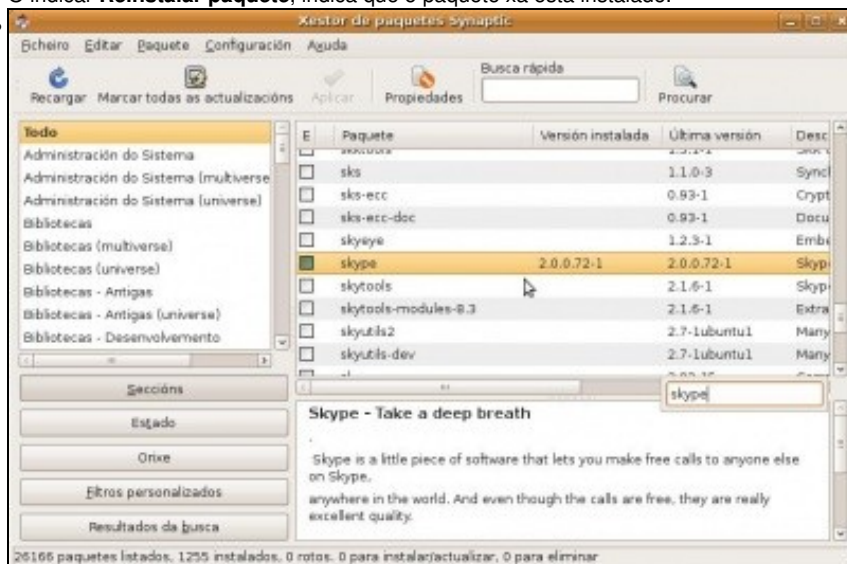 O indicar Reinstalar paquete, indica que o paquete xa está instalado.
Xestor de paquetes Synaptic
Ficheiro Editar Paquete Configuración Axuda
Busca rápida
Recargar Marcar todas as actualizacións Aplicar Propiedades Procurar
Todo
Administración do Sistema
Administración do Sistema (multiverse
Administración do Sistema (universe)
Bibliotecas
Bibliotecas (multiverse)
Bibliotecas (universe)
Bibliotecas - Antigas
Bibliotecas - Antigas (universe)
Bibliotecas - Desenvolvemento
Seccións
Estado
Orixe
Filtros personalizados
Resultados da busca
E Paquete Versión instalada Última versión Desc
sks 1.1.0-3 Syncl
sks-ecc 0.93-1 Crypt
sks-ecc-doc 0.93-1 Docu
skyeye 1.2.3-1 Embe
skype 2.0.0.72-1 2.0.0.72-1 Skyp
skytools 2.1.6-1 Skyp
skytools-modules-8.3 2.1.6-1 Extra
skyutils2 2.7-1ubuntu1 Many
skyutils-dev 2.7-1ubuntu1 Many
skype
Skype - Take a deep breath
.
Skype is a little piece of software that lets you make free calls to anyone else
on Skype,
anywhere in the world. And even though the calls are free, they are really
excellent quality.
26166 paquetes listados, 1255 instalados, 0 rotos. 0 para instalar/actualizar, 0 para eliminar